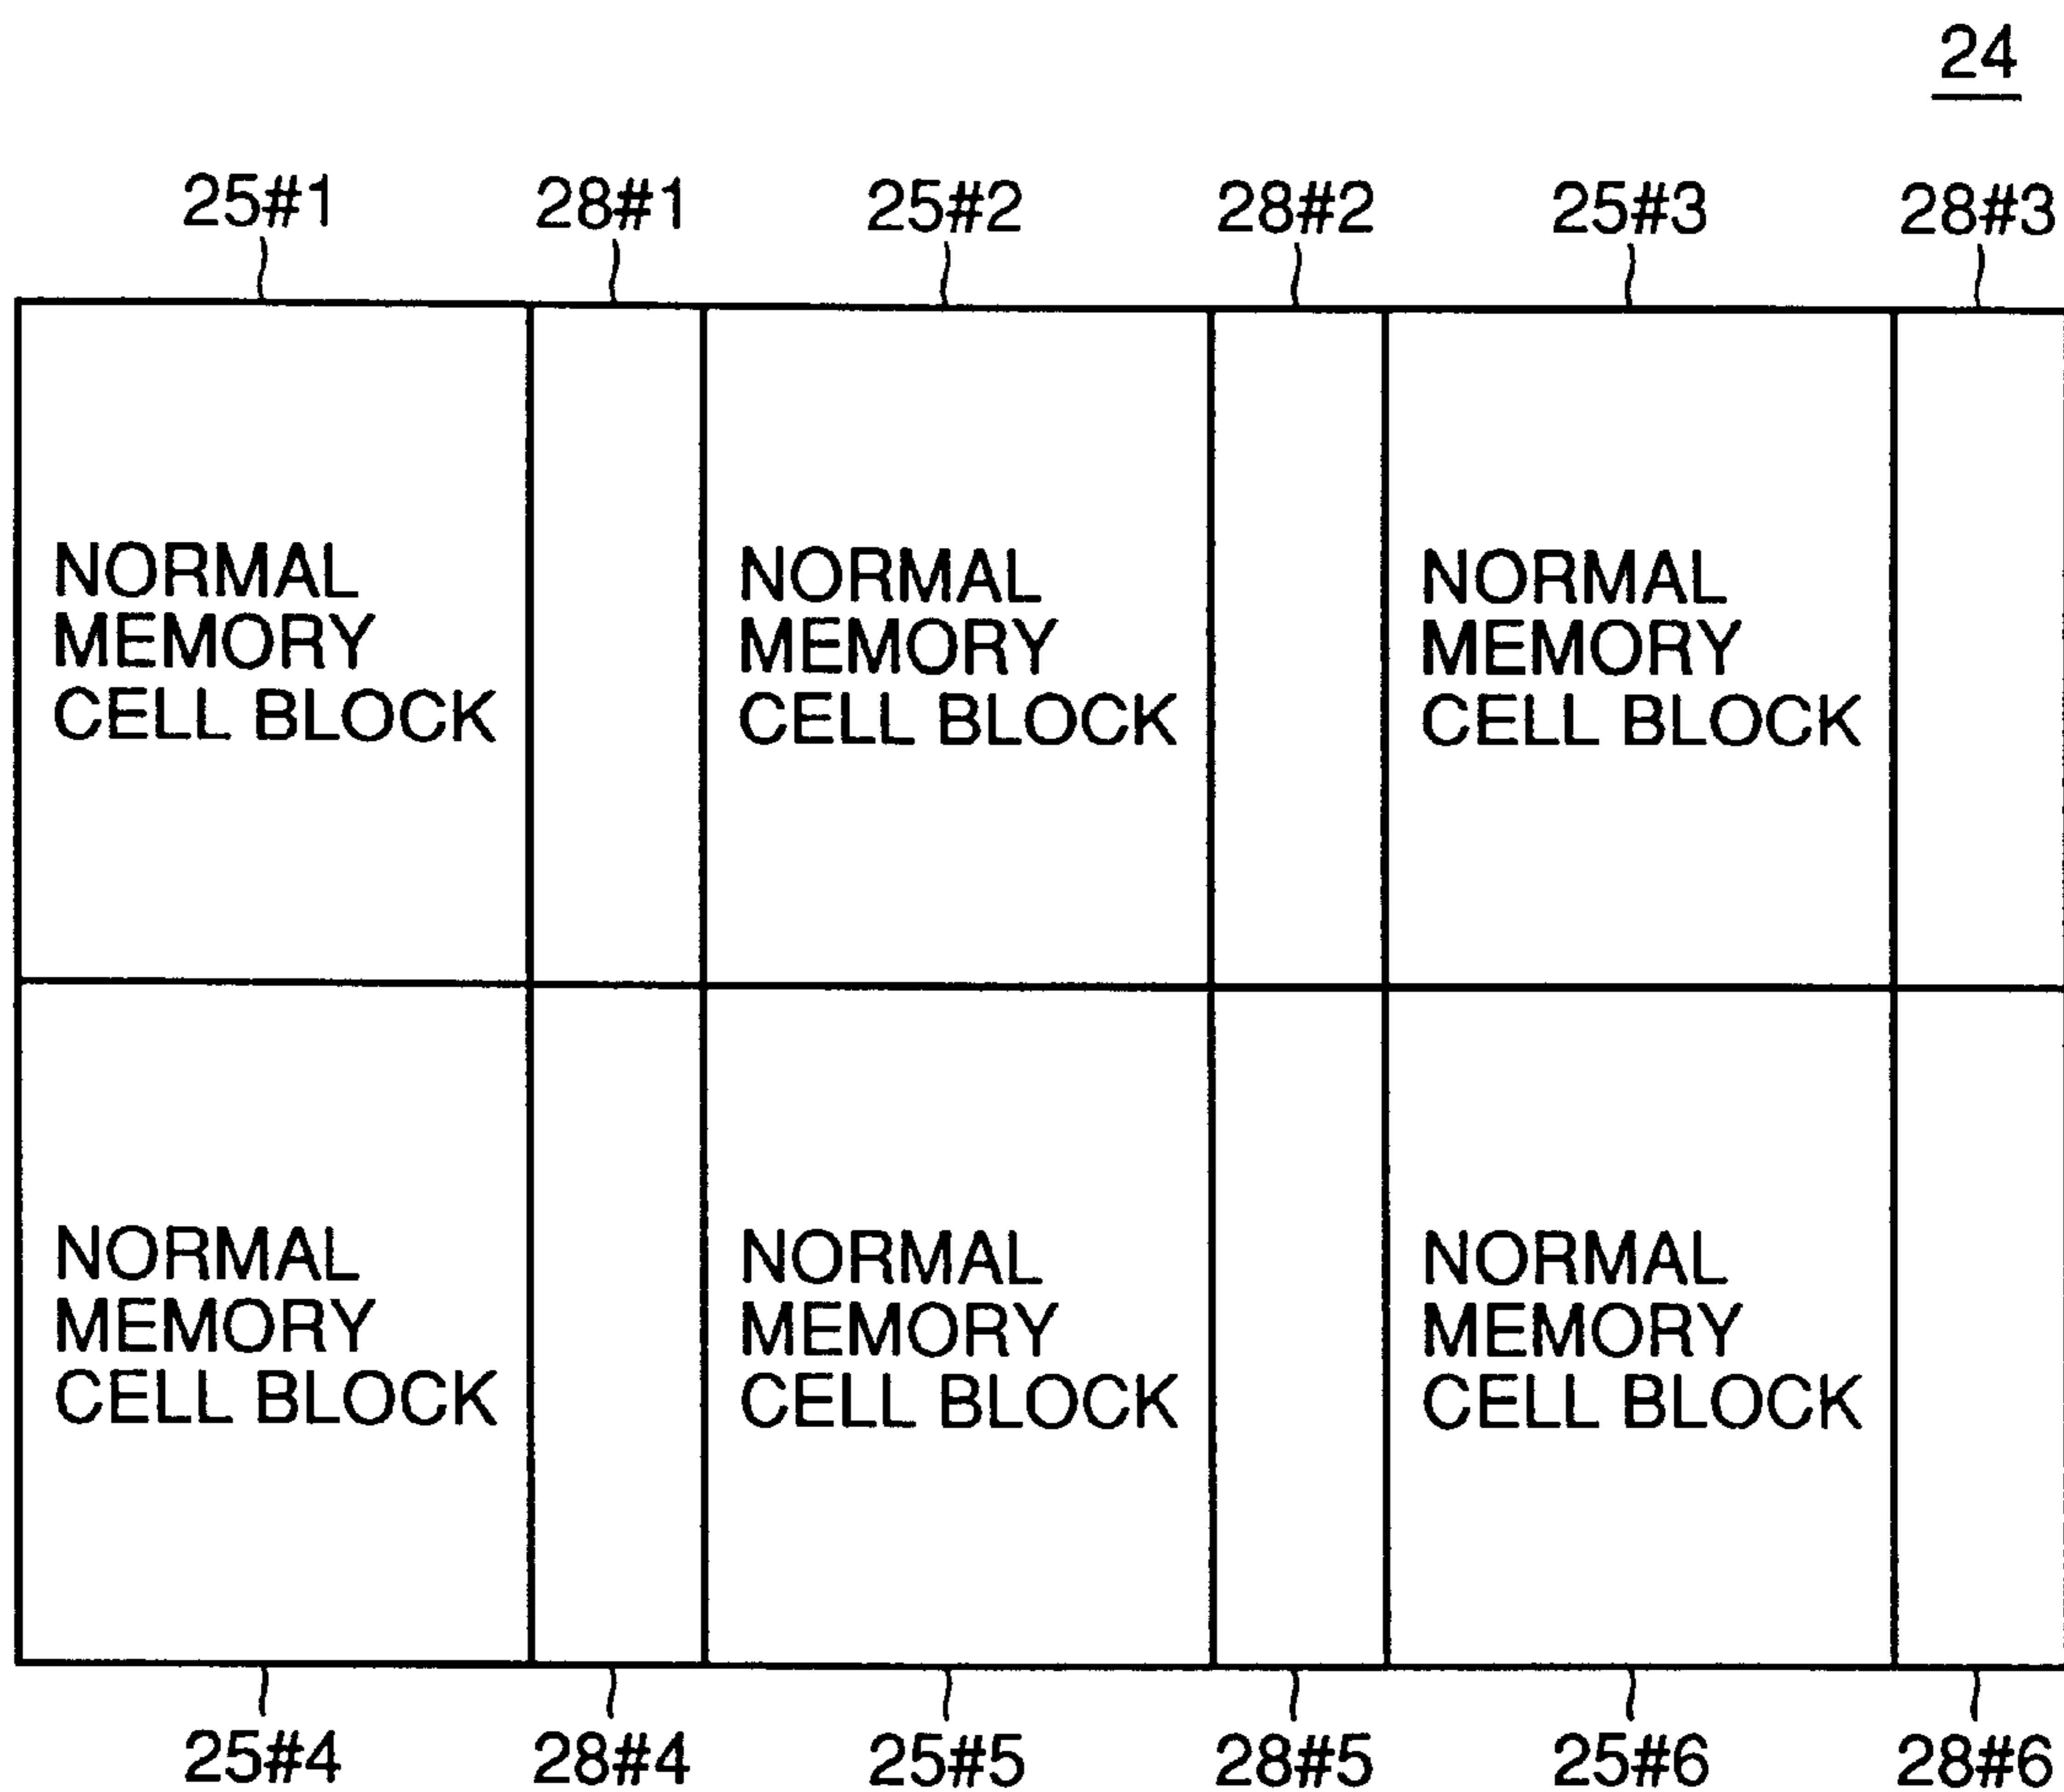 24
25#1 28#1 25#2 28#2 25#3 28#3
NORMAL
MEMORY
CELL BLOCK
NORMAL
MEMORY
CELL BLOCK
NORMAL
MEMORY
CELL BLOCK
NORMAL
MEMORY
CELL BLOCK
NORMAL
MEMORY
CELL BLOCK
NORMAL
MEMORY
CELL BLOCK
25#4 28#4 25#5 28#5 25#6 28#6